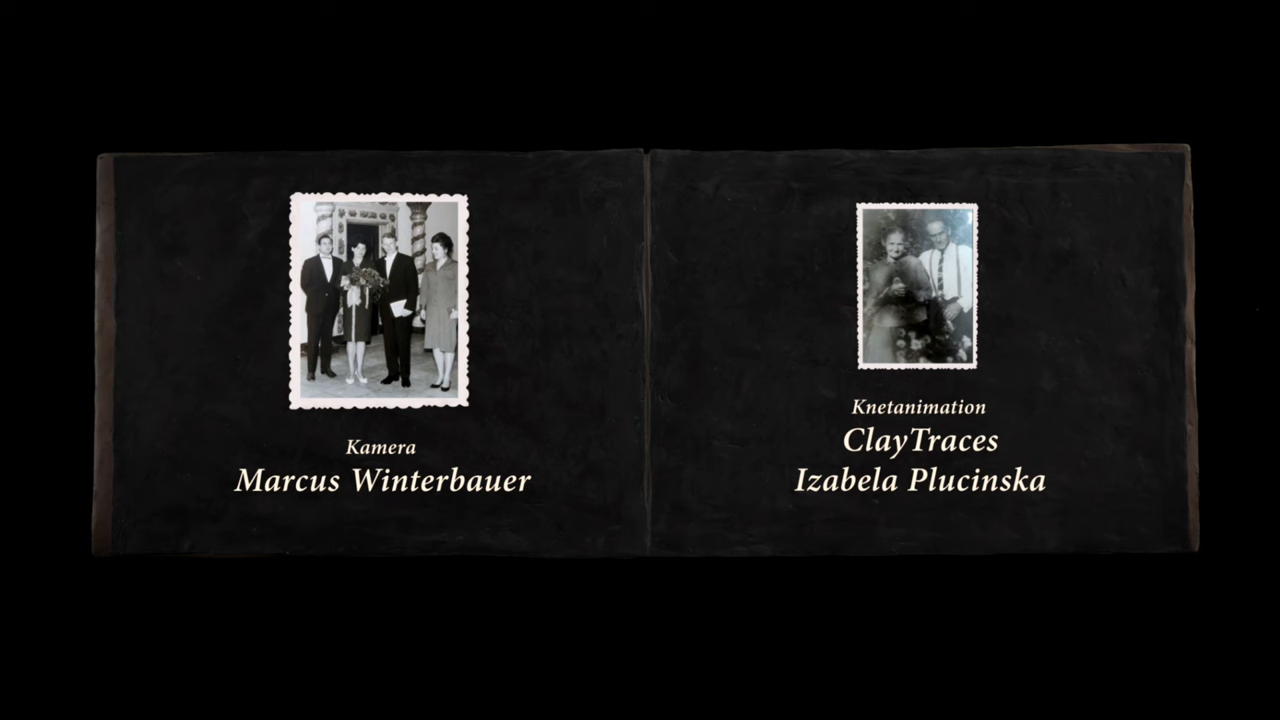 Kamera
Marcus Winterbauer
Knetanimation
ClayTraces
Izabela Plucinska